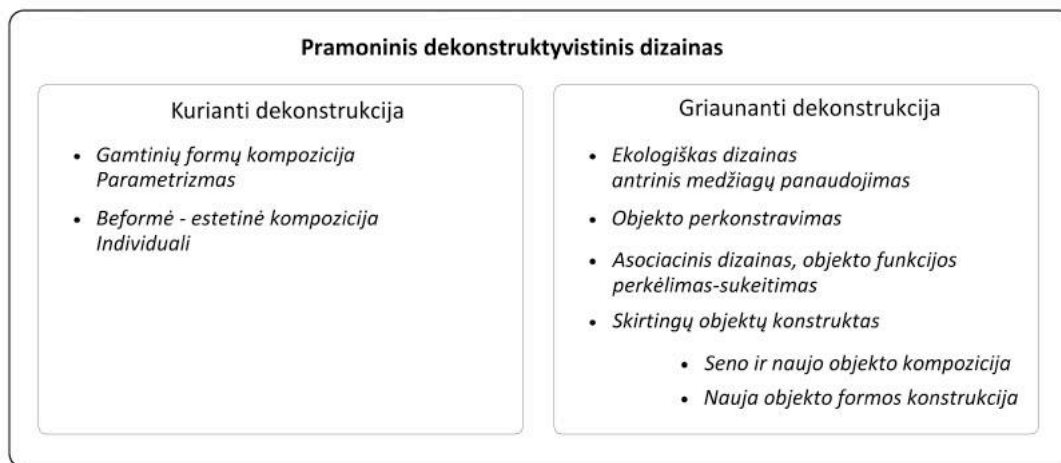 Pramoninis dekonstruktyvistinis dizainas
Kurianti dekonstrukcija
• Gamtinių formų kompozicija
Parametrizmas
• Beformė - estetinė kompozicija
Individuali
Griaunanti dekonstrukcija
• Ekologiškas dizainas
antrinis medžiagų panaudojimas
• Objekto perkonstravimas
• Asociacinis dizainas, objekto funkcijos
perkėlimas-sukeitimas
• Skirtingų objektų konstruktas
• Seno ir naujo objekto kompozicija
• Nauja objekto formos konstrukcija